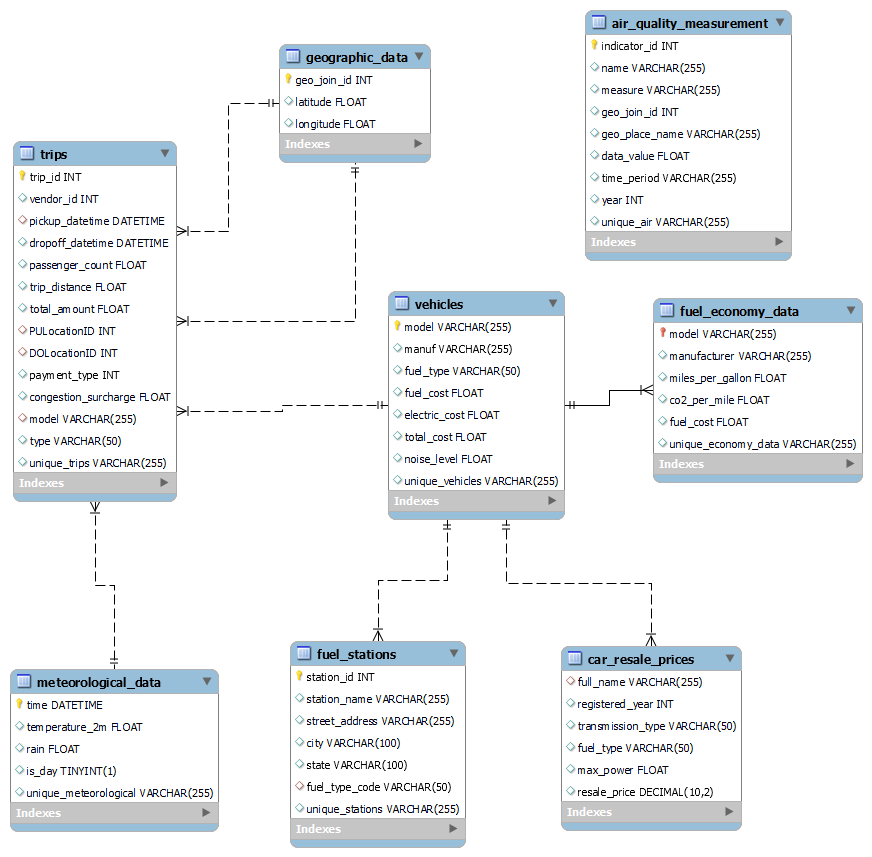 air_quality_measurement
indicator_id INT
name VARCHAR(255)
measure VARCHAR(255)
geo_join_id INT
geo_place_name VARCHAR(255)
data_value FLOAT
time_period VARCHAR(255)
year INT
unique_air VARCHAR(255)
Indexes
geographic_data
geo_join_id INT
latitude FLOAT
longitude FLOAT
Indexes
trips
trip_id INT
vendor_id INT
pickup_datetime DATETIME
dropoff_datetime DATETIME
passenger_count FLOAT
trip_distance FLOAT
total_amount FLOAT
PULocationID INT
DOLocationID INT
payment_type INT
congestion_surcharge FLOAT
model VARCHAR(255)
type VARCHAR(50)
unique_trips VARCHAR(255)
Indexes
vehicles
model VARCHAR(255)
manuf VARCHAR(255)
fuel_type VARCHAR(50)
fuel_cost FLOAT
electric_cost FLOAT
total_cost FLOAT
noise_level FLOAT
unique_vehicles VARCHAR(255)
Indexes
fuel_economy_data
model VARCHAR(255)
manufacturer VARCHAR(255)
miles_per_gallon FLOAT
co2_per_mile FLOAT
fuel_cost FLOAT
unique_economy_data VARCHAR(255)
Indexes
meteorological_data
time DATETIME
temperature_2m FLOAT
rain FLOAT
is_day TINYINT(1)
unique_meteorological VARCHAR(255)
Indexes
fuel_stations
station_id INT
station_name VARCHAR(255)
street_address VARCHAR(255)
city VARCHAR(100)
state VARCHAR(100)
fuel_type_code VARCHAR(50)
unique_stations VARCHAR(255)
Indexes
car_resale_prices
full_name VARCHAR(255)
registered_year INT
transmission_type VARCHAR(50)
fuel_type VARCHAR(50)
max_power FLOAT
resale_price DECIMAL(10,2)
Indexes